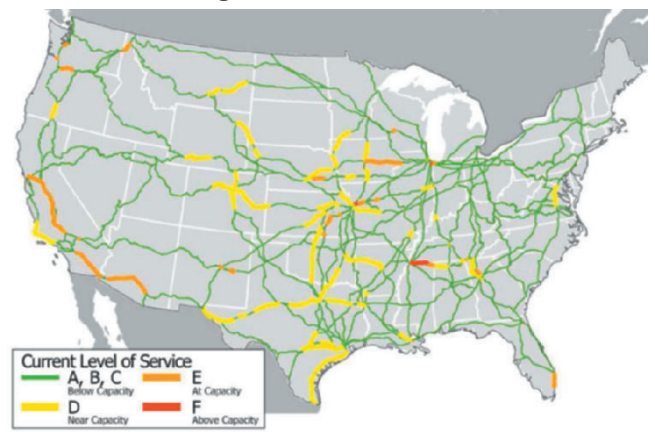 Current Level of Service
A, B, C
Below Capacity
E
At Capacity
D
Near Capacity
F
Above Capacity